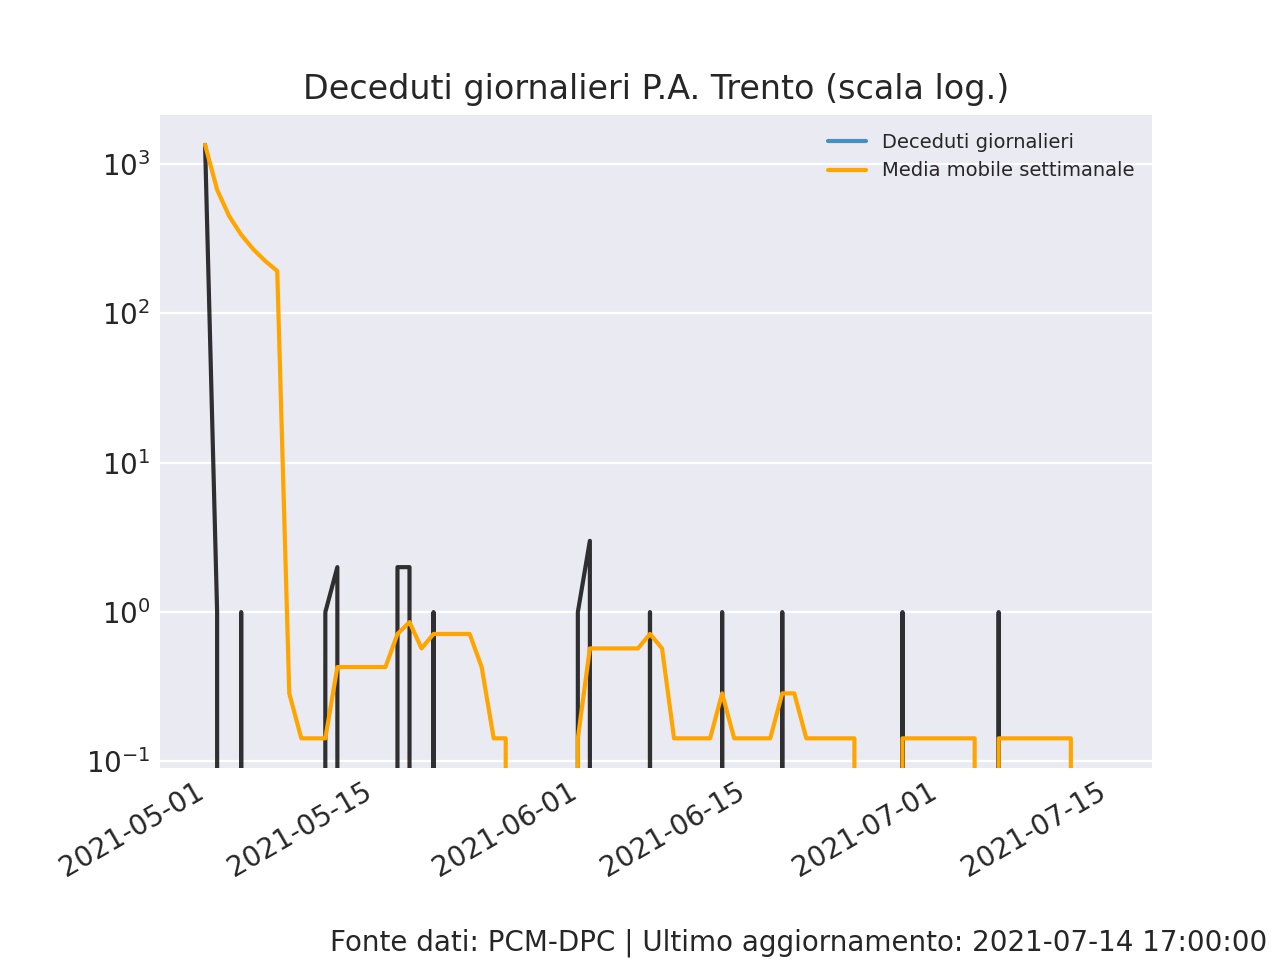 Deceduti giornalieri P.A. Trento (scala log.)
Deceduti giornalieri
Media mobile settimanale
10³
10²
10¹
10⁰
10⁻¹
2021-05-01
2021-05-15
2021-06-01
2021-06-15
2021-07-01
2021-07-15
Fonte dati: PCM-DPC | Ultimo aggiornamento: 2021-07-14 17:00:00